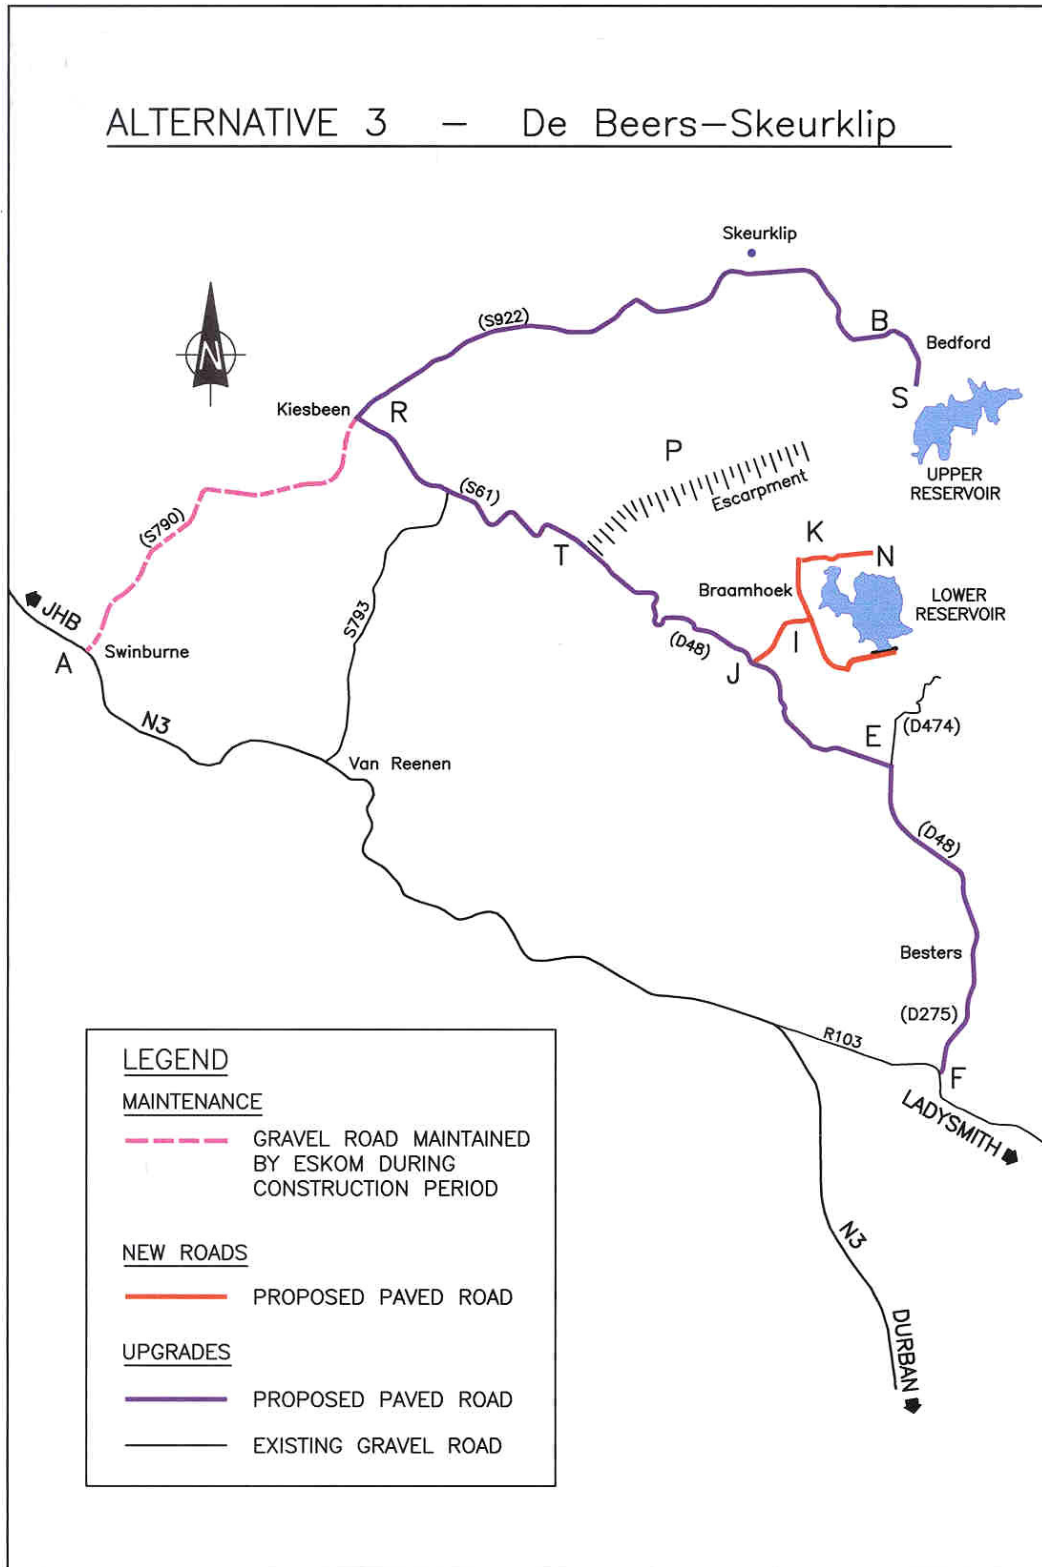 ALTERNATIVE 3 – De Beers–Skeurklip
Skeurklip
(S922)
B
Bedford
N
S
Kiesbeen
R
P
UPPER
RESERVOIR
Escarpment
(S61)
(S790)
T
K
N
Braamhoek
LOWER
RESERVOIR
JHB
S793
I
(D48)
A
Swinburne
J
N3
E
(D474)
Van Reenen
(D48)
Besters
(D275)
R103
F
LADYSMITH
N3
DURBAN
LEGEND
MAINTENANCE
GRAVEL ROAD MAINTAINED
BY ESKOM DURING
CONSTRUCTION PERIOD
NEW ROADS
PROPOSED PAVED ROAD
UPGRADES
PROPOSED PAVED ROAD
EXISTING GRAVEL ROAD